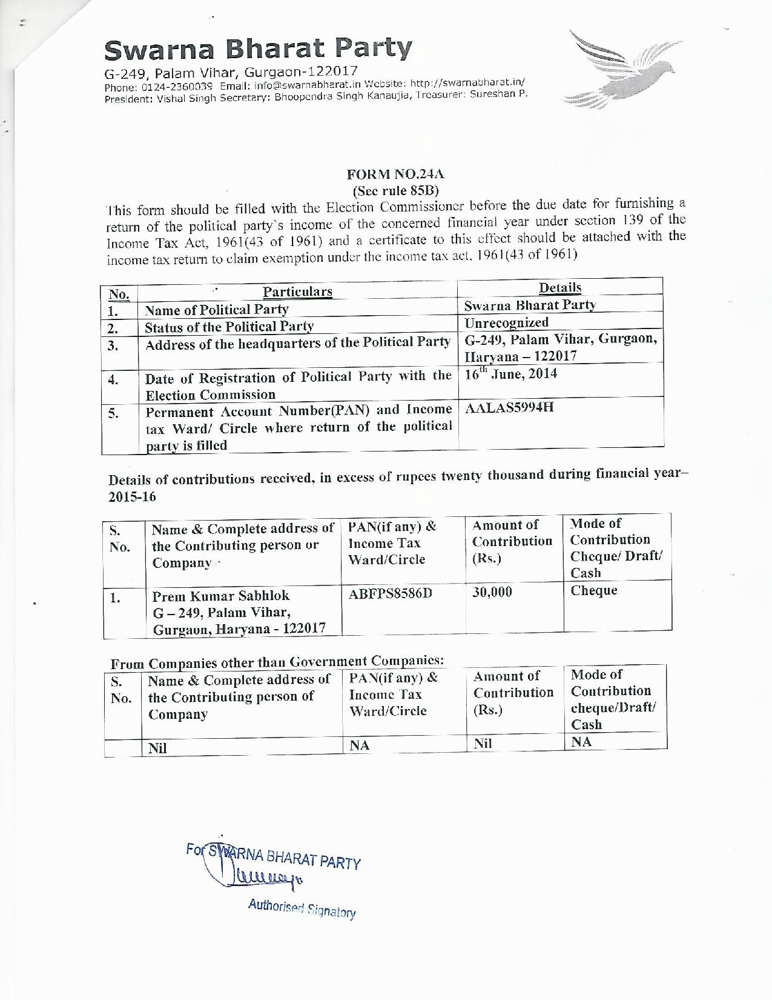 Swarna Bharat Party
G-249, Palam Vihar, Gurgaon-122017
Phone: 0124-2360039 Email: info@swarnabharat.in Website: http://swarnabharat.in/
President: Vishal Singh Secretary: Bhoopendra Singh Kanaujia, Treasurer: Sureshan P.
FORM NO.24A
(See rule 85B)
This form should be filled with the Election Commissioner before the due date for furnishing a
return of the political party's income of the concerned financial year under section 139 of the
Income Tax Act, 1961(43 of 1961) and a certificate to this effect should be attached with the
income tax return to claim exemption under the income tax act, 1961(43 of 1961)
No. Particulars Details
1. Name of Political Party Swarna Bharat Party
2. Status of the Political Party Unrecognized
3. Address of the headquarters of the Political Party G-249, Palam Vihar, Gurgaon,
Haryana – 122017
4. Date of Registration of Political Party with the 16th June, 2014
Election Commission
5. Permanent Account Number(PAN) and Income AALAS5994H
tax Ward/ Circle where return of the political
party is filled
Details of contributions received, in excess of rupees twenty thousand during financial year–
2015-16
S. Name & Complete address of PAN(if any) & Amount of Mode of
No. the Contributing person or Income Tax Contribution Contribution
Company Ward/Circle (Rs.) Cheque/ Draft/
Cash
1. Prem Kumar Sabhlok ABFPS8586D 30,000 Cheque
G – 249, Palam Vihar,
Gurgaon, Haryana - 122017
From Companies other than Government Companies:
S. Name & Complete address of PAN(if any) & Amount of Mode of
No. the Contributing person of Income Tax Contribution Contribution
Company Ward/Circle (Rs.) cheque/Draft/
Cash
Nil NA Nil NA
For SWARNA BHARAT PARTY
Authorised Signatory